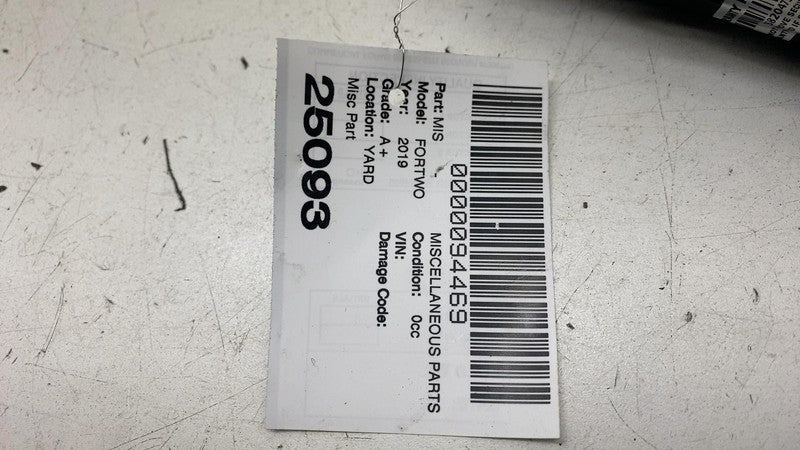 0000094469
Part: MIS - MISCELLANEOUS PARTS
Model: FORTWO Condition: 0cc
Year: 2019 VIN:
Grade: A+ Damage Code:
Location: YARD
Misc Part
25093